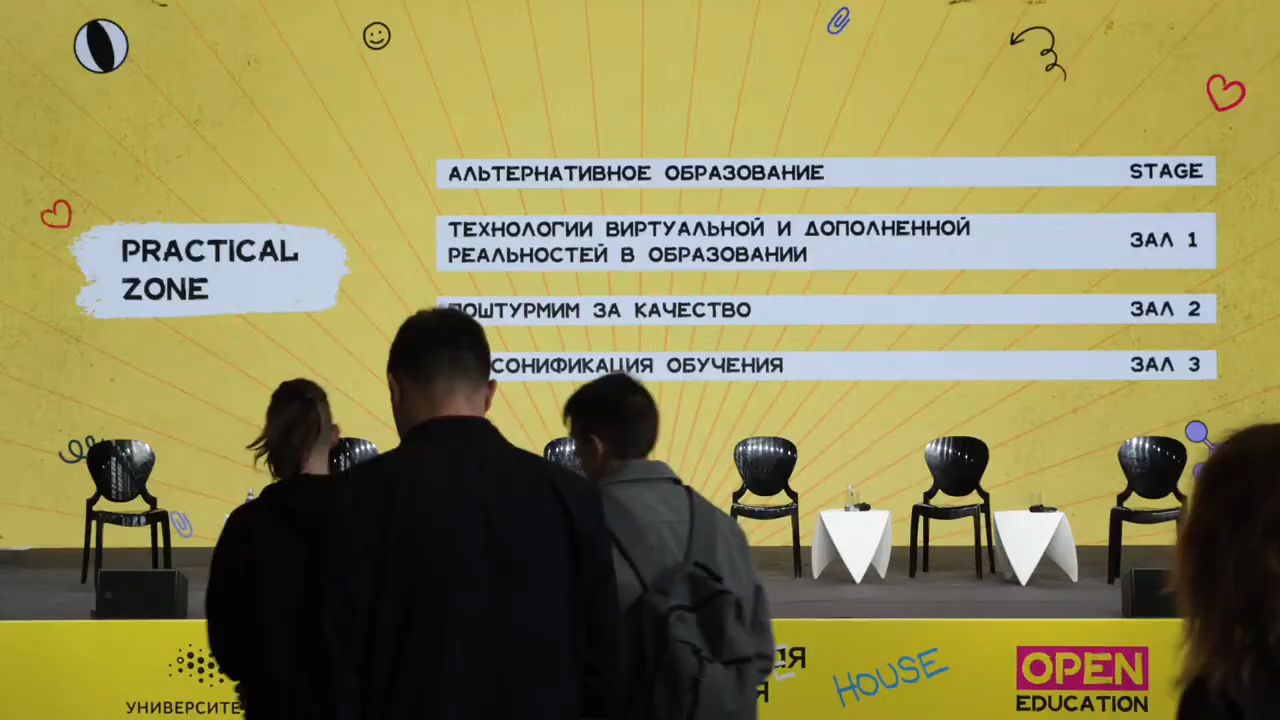 АЛЬТЕРНАТИВНОЕ ОБРАЗОВАНИЕ STAGE
ТЕХНОЛОГИИ ВИРТУАЛЬНОЙ И ДОПОЛНЕННОЙ
РЕАЛЬНОСТЕЙ В ОБРАЗОВАНИИ ЗАЛ 1
PRACTICAL
ZONE
ПОШТУРМИМ ЗА КАЧЕСТВО ЗАЛ 2
ОБУЧЕНИЯ ЗАЛ 3
HOUSE
OPEN
EDUCATION